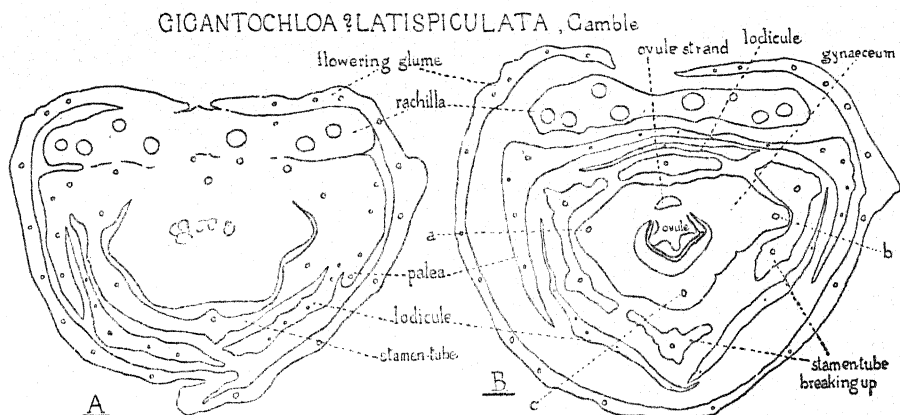 GIGANTOCHLOA ? LATISPICULATA, Gamble
flowering glume
ovule strand
lodicule
gynaeceum
rachilla
a
ovule
b
palea
lodicule
stamen-tube
stamen-tube
breaking up
c
A
B